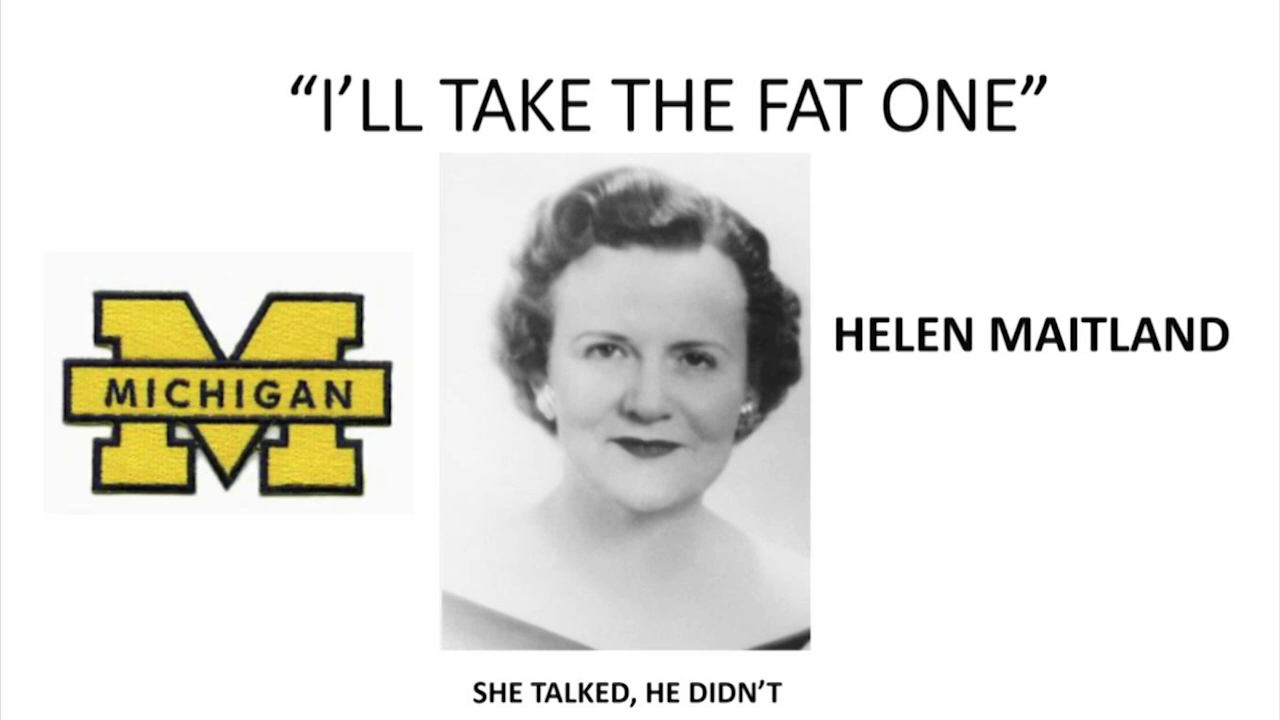 “I’LL TAKE THE FAT ONE”
MICHIGAN
HELEN MAITLAND
SHE TALKED, HE DIDN’T